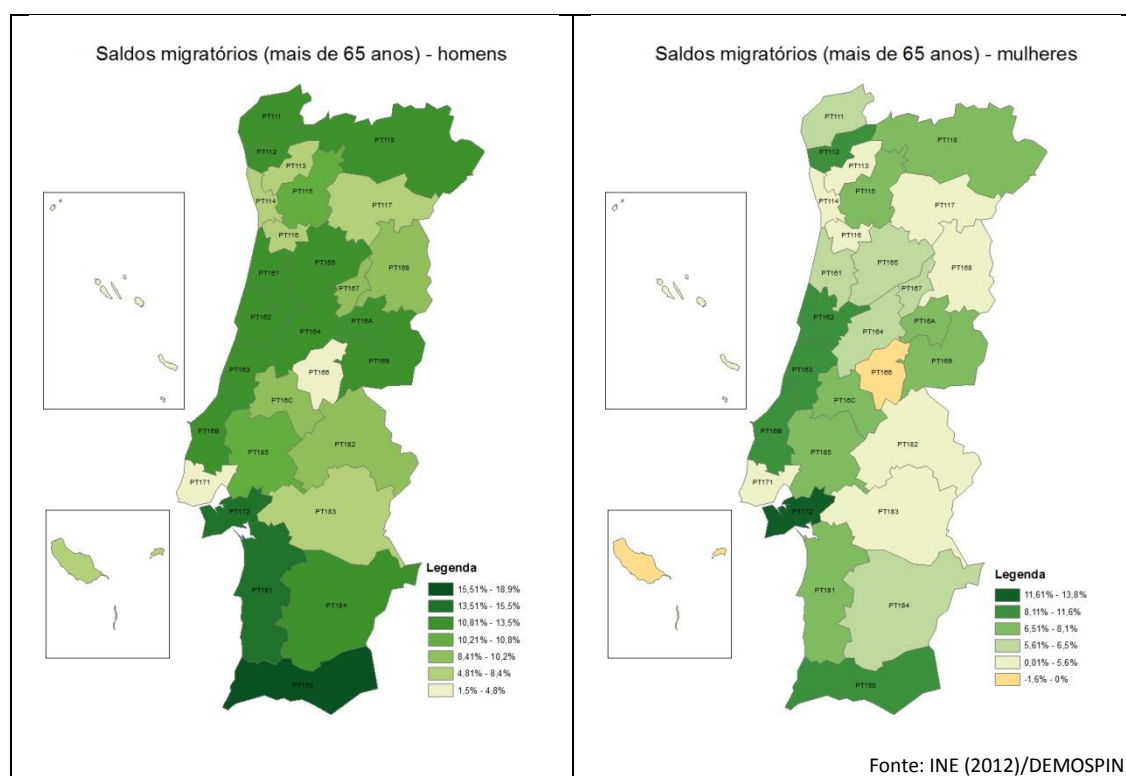 Saldos migratórios (mais de 65 anos) - homens
PT111
PT118
PT112
PT113
PT115
PT114
PT117
PT116
PT161
PT165
PT168
PT167
PT162
PT16A
PT164
PT163
PT169
PT166
PT16C
PT16B
PT182
PT185
PT171
PT172
PT183
PT181
PT184
PT150
Legenda
15,51% - 18,9%
13,51% - 15,5%
10,81% - 13,5%
10,21% - 10,8%
8,41% - 10,2%
4,81% - 8,4%
1,5% - 4,8%
Saldos migratórios (mais de 65 anos) - mulheres
PT111
PT118
PT112
PT113
PT115
PT114
PT117
PT116
PT161
PT165
PT168
PT167
PT162
PT16A
PT164
PT163
PT169
PT166
PT16C
PT16B
PT182
PT185
PT171
PT172
PT183
PT181
PT184
PT150
Legenda
11,61% - 13,8%
8,11% - 11,6%
6,51% - 8,1%
5,61% - 6,5%
0,01% - 5,6%
-1,6% - 0%
Fonte: INE (2012)/DEMOSPIN